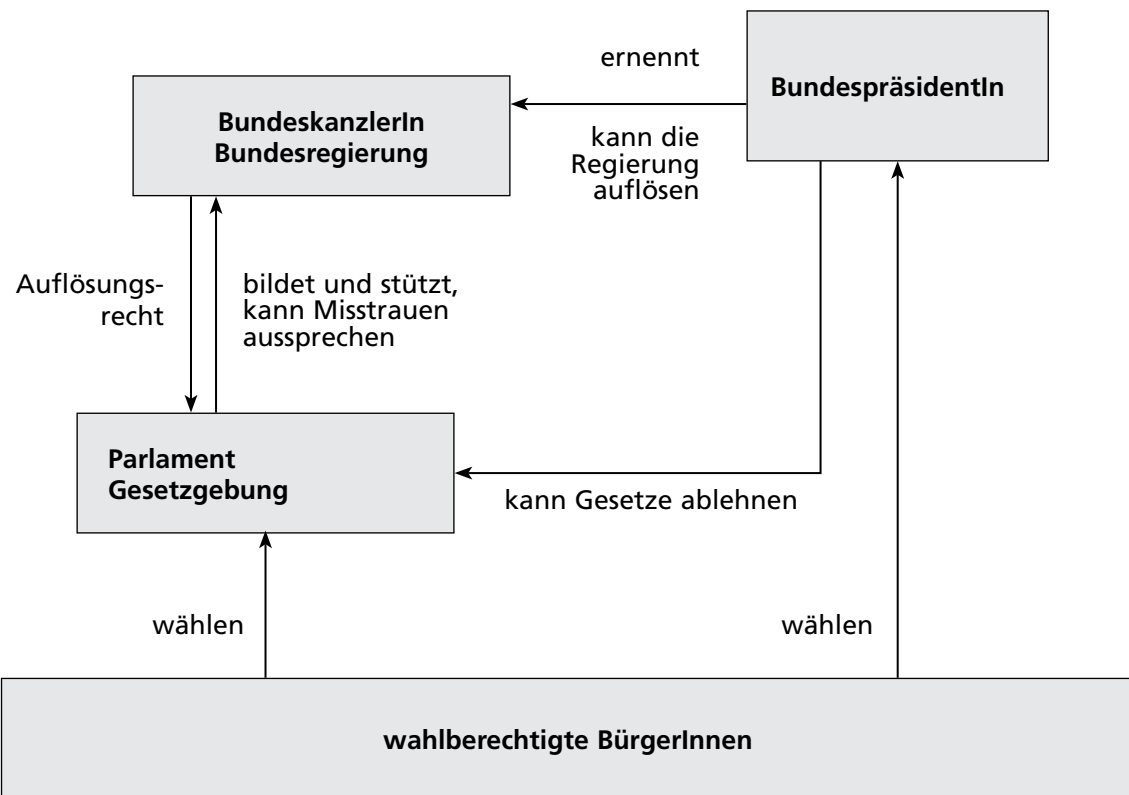 ernennt
BundespräsidentIn
BundeskanzlerIn
Bundesregierung
kann die
Regierung
auflösen
Auflösungs-
recht
bildet und stützt,
kann Misstrauen
aussprechen
Parlament
Gesetzgebung
kann Gesetze ablehnen
wählen
wählen
wahlberechtigte BürgerInnen